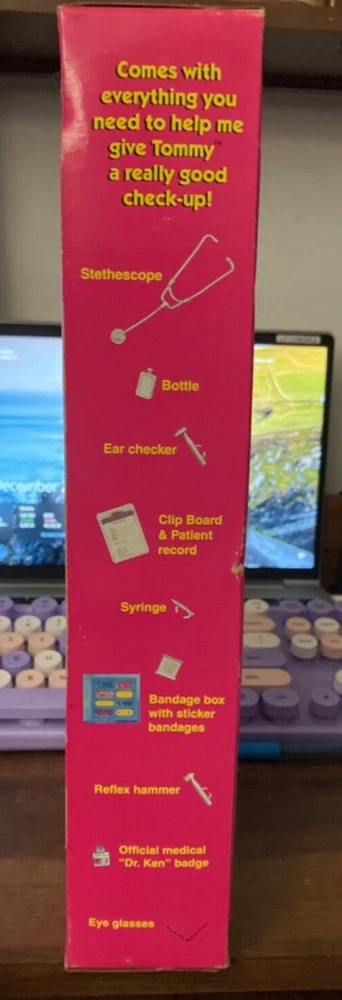 Comes with
everything you
need to help me
give Tommy™
a really good
check-up!
Stethescope
Bottle
Ear checker
Clip Board
& Patient
record
Syringe
Bandage box
with sticker
bandages
Reflex hammer
Official medical
"Dr. Ken" badge
Eye glasses